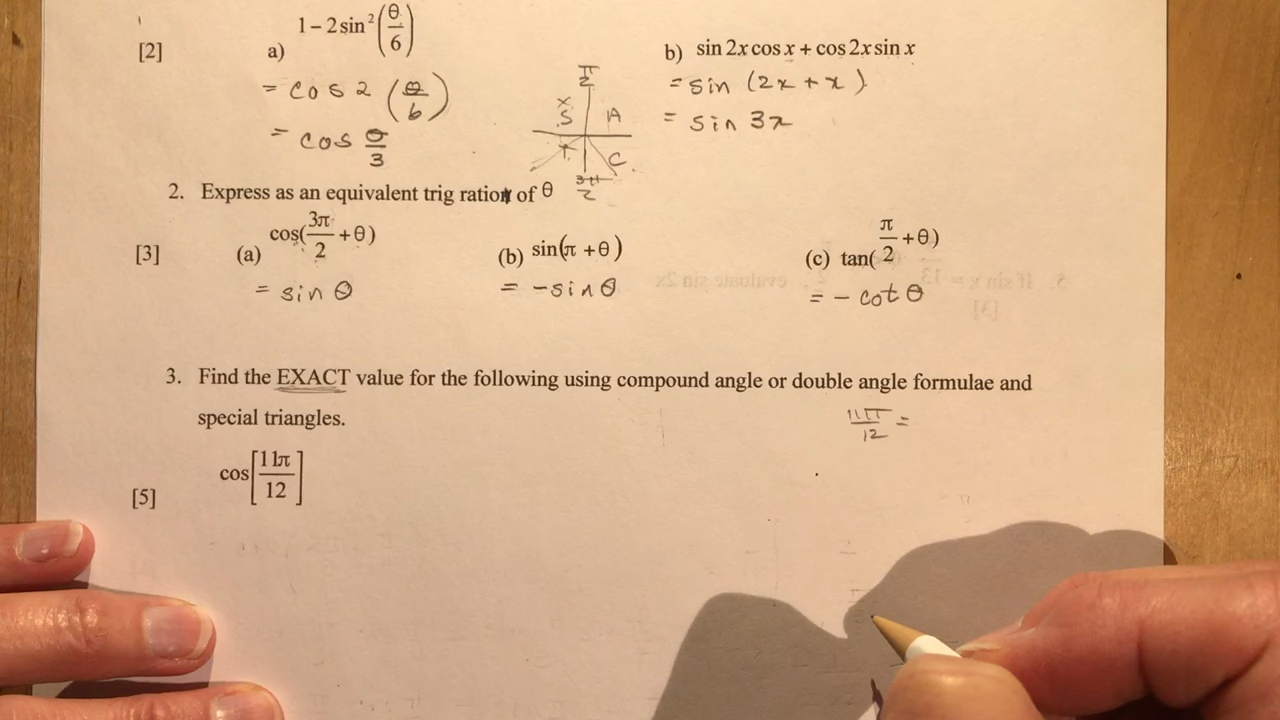 [2] a) 1 – 2 sin²(θ/6) b) sin 2x cos x + cos 2x sin x
= cos 2 (θ/6) = sin (2x + x)
= cos θ/3 = sin 3x
π/2
S A
T C
3π/2
2. Express as an equivalent trig ratio of θ
[3] (a) cos(3π/2 +θ) (b) sin(π +θ) (c) tan(π/2 +θ)
= sin θ = -sin θ = - cot θ
3. Find the EXACT value for the following using compound angle or double angle formulae and
special triangles. 11π/12 =
[5] cos[11π/12]